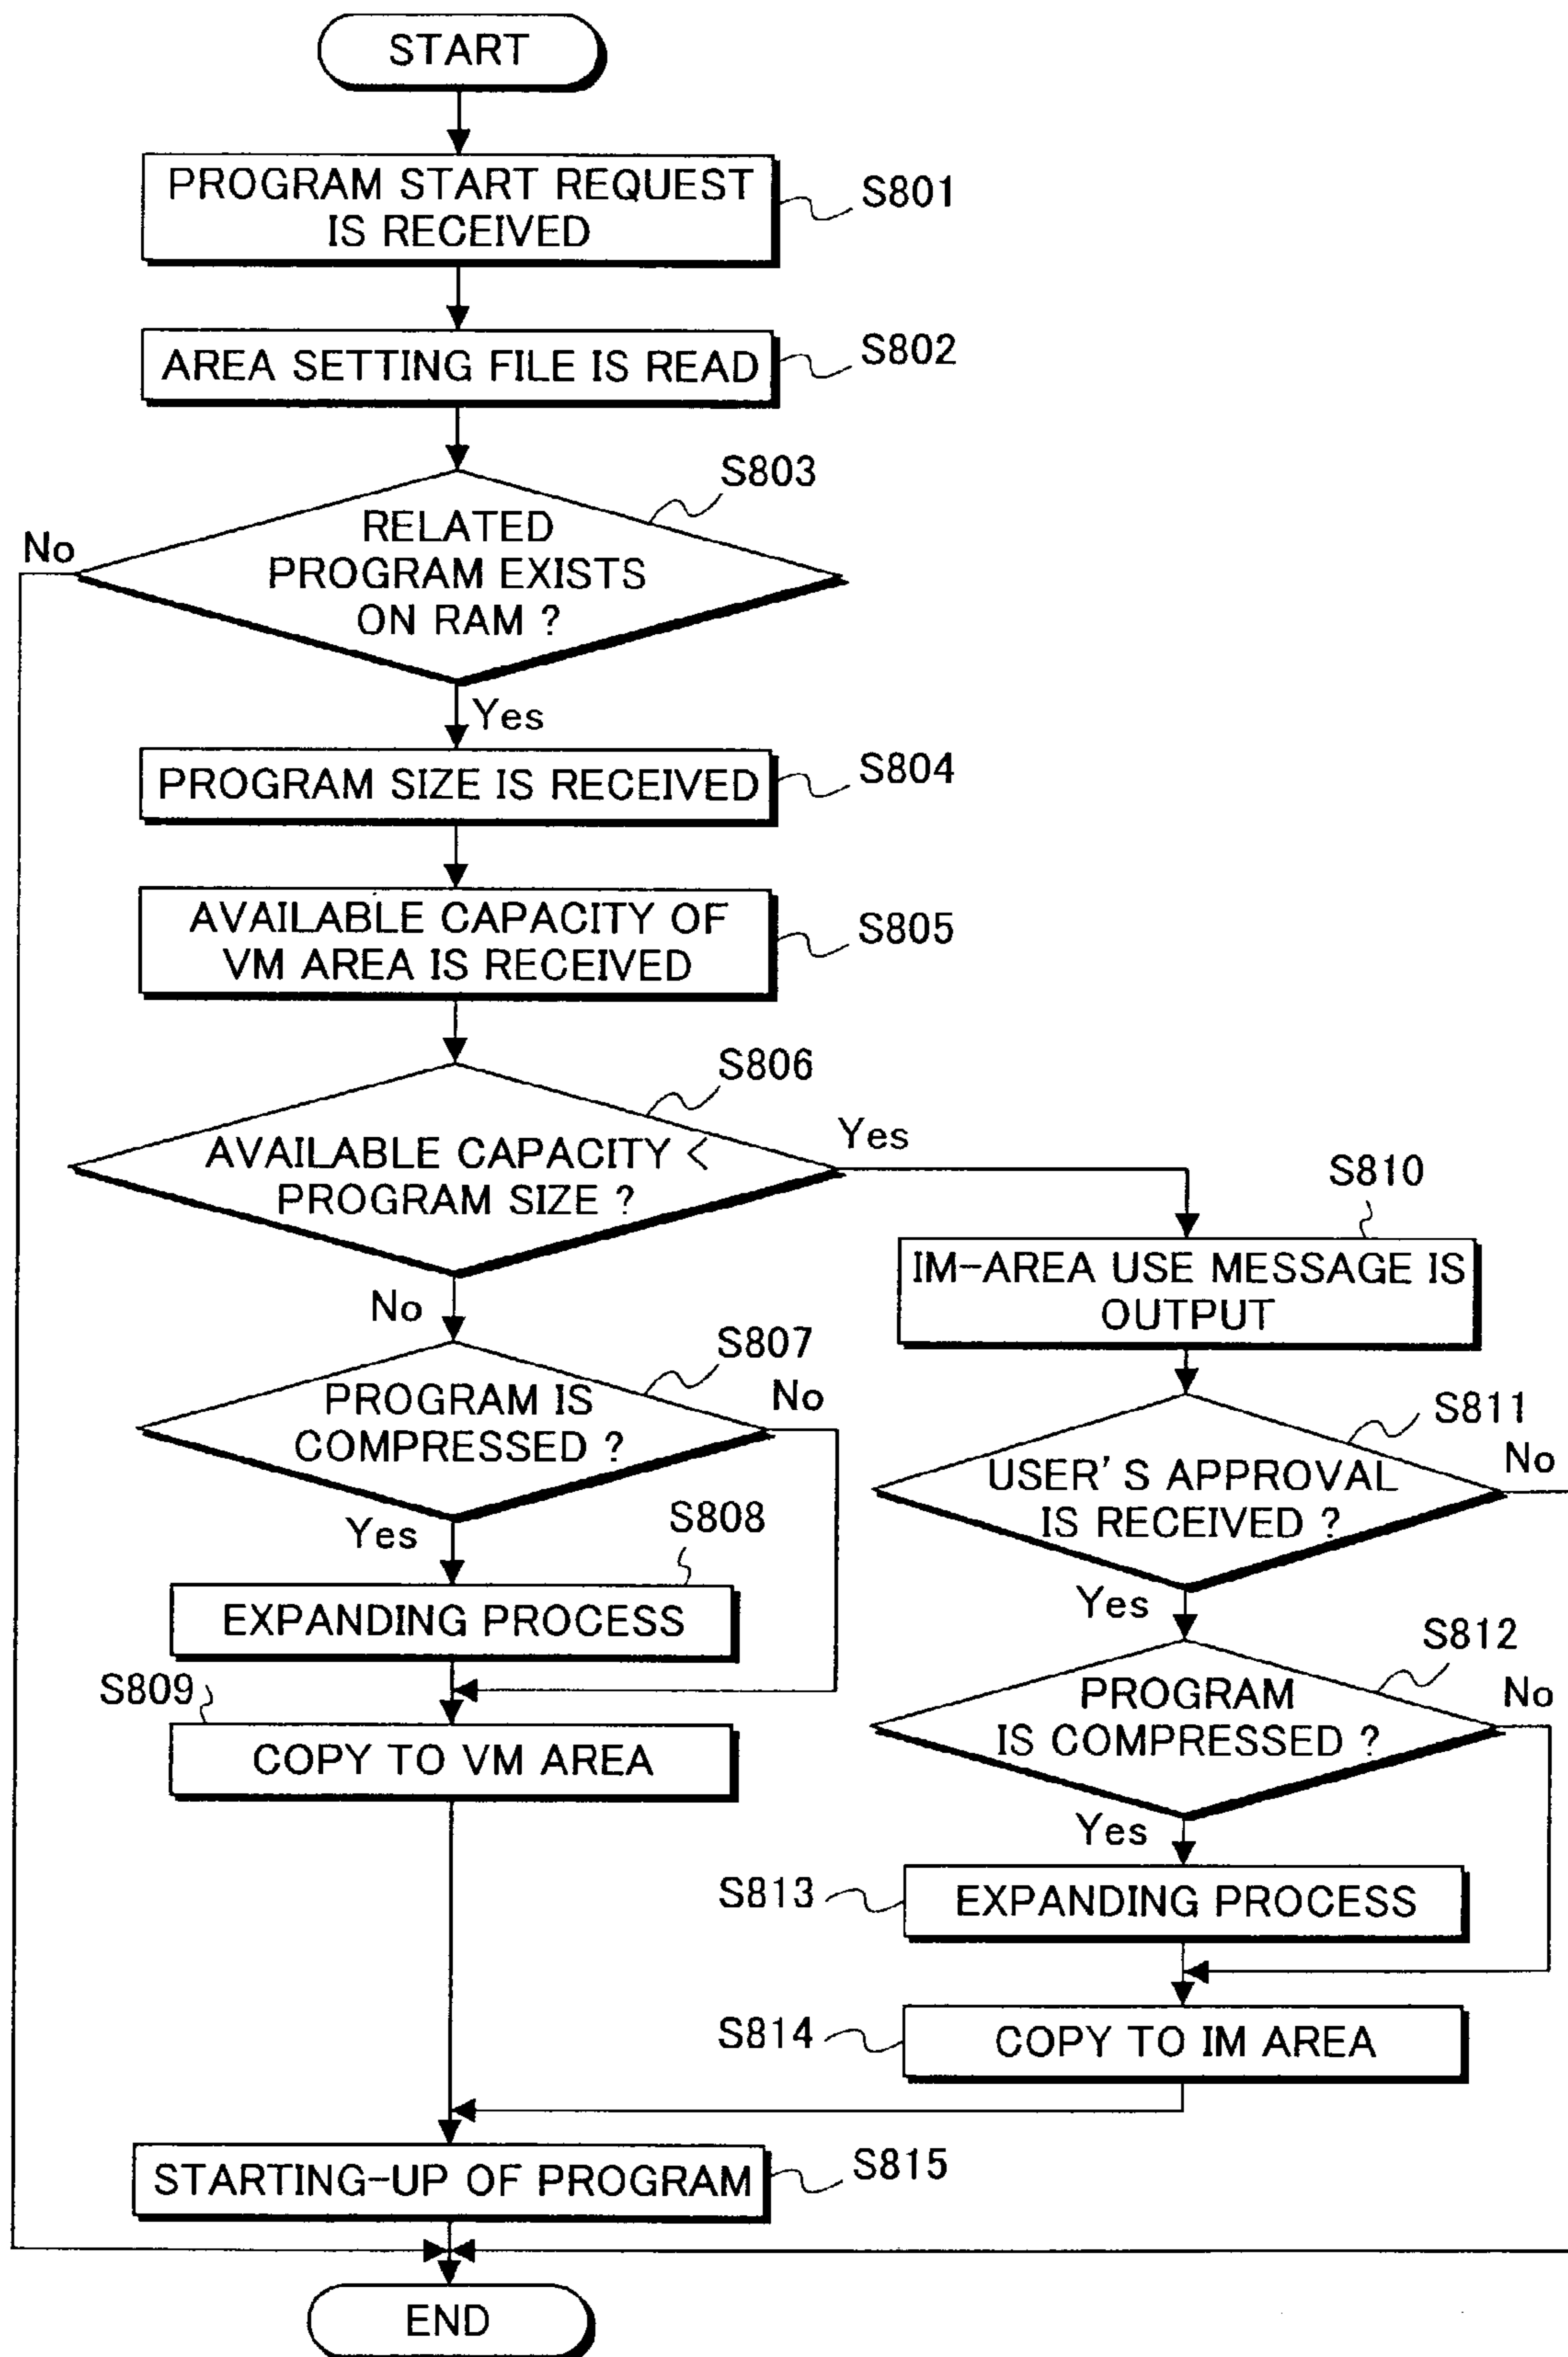 START
PROGRAM START REQUEST
IS RECEIVED
S801
AREA SETTING FILE IS READ
S802
S803
No
RELATED
PROGRAM EXISTS
ON RAM ?
Yes
PROGRAM SIZE IS RECEIVED
S804
AVAILABLE CAPACITY OF
VM AREA IS RECEIVED
S805
S806
AVAILABLE CAPACITY <
PROGRAM SIZE ?
Yes
No
S807
PROGRAM IS
COMPRESSED ?
No
Yes
S808
EXPANDING PROCESS
S809
COPY TO VM AREA
S810
IM-AREA USE MESSAGE IS
OUTPUT
S811
USER'S APPROVAL
IS RECEIVED ?
No
Yes
S812
PROGRAM
IS COMPRESSED ?
No
Yes
S813
EXPANDING PROCESS
S814
COPY TO IM AREA
STARTING-UP OF PROGRAM
S815
END